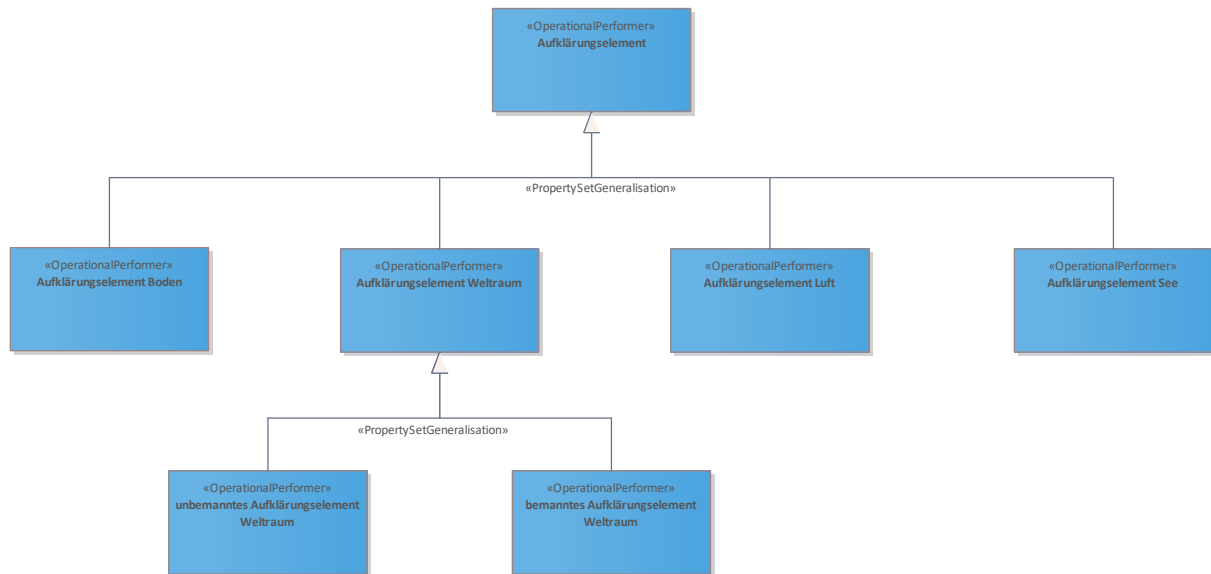 «OperationalPerformer»
Aufklärungselement
«PropertySetGeneralisation»
«OperationalPerformer»
Aufklärungselement Boden
«OperationalPerformer»
Aufklärungselement Weltraum
«OperationalPerformer»
Aufklärungselement Luft
«OperationalPerformer»
Aufklärungselement See
«PropertySetGeneralisation»
«OperationalPerformer»
unbemanntes Aufklärungselement
Weltraum
«OperationalPerformer»
bemanntes Aufklärungselement
Weltraum